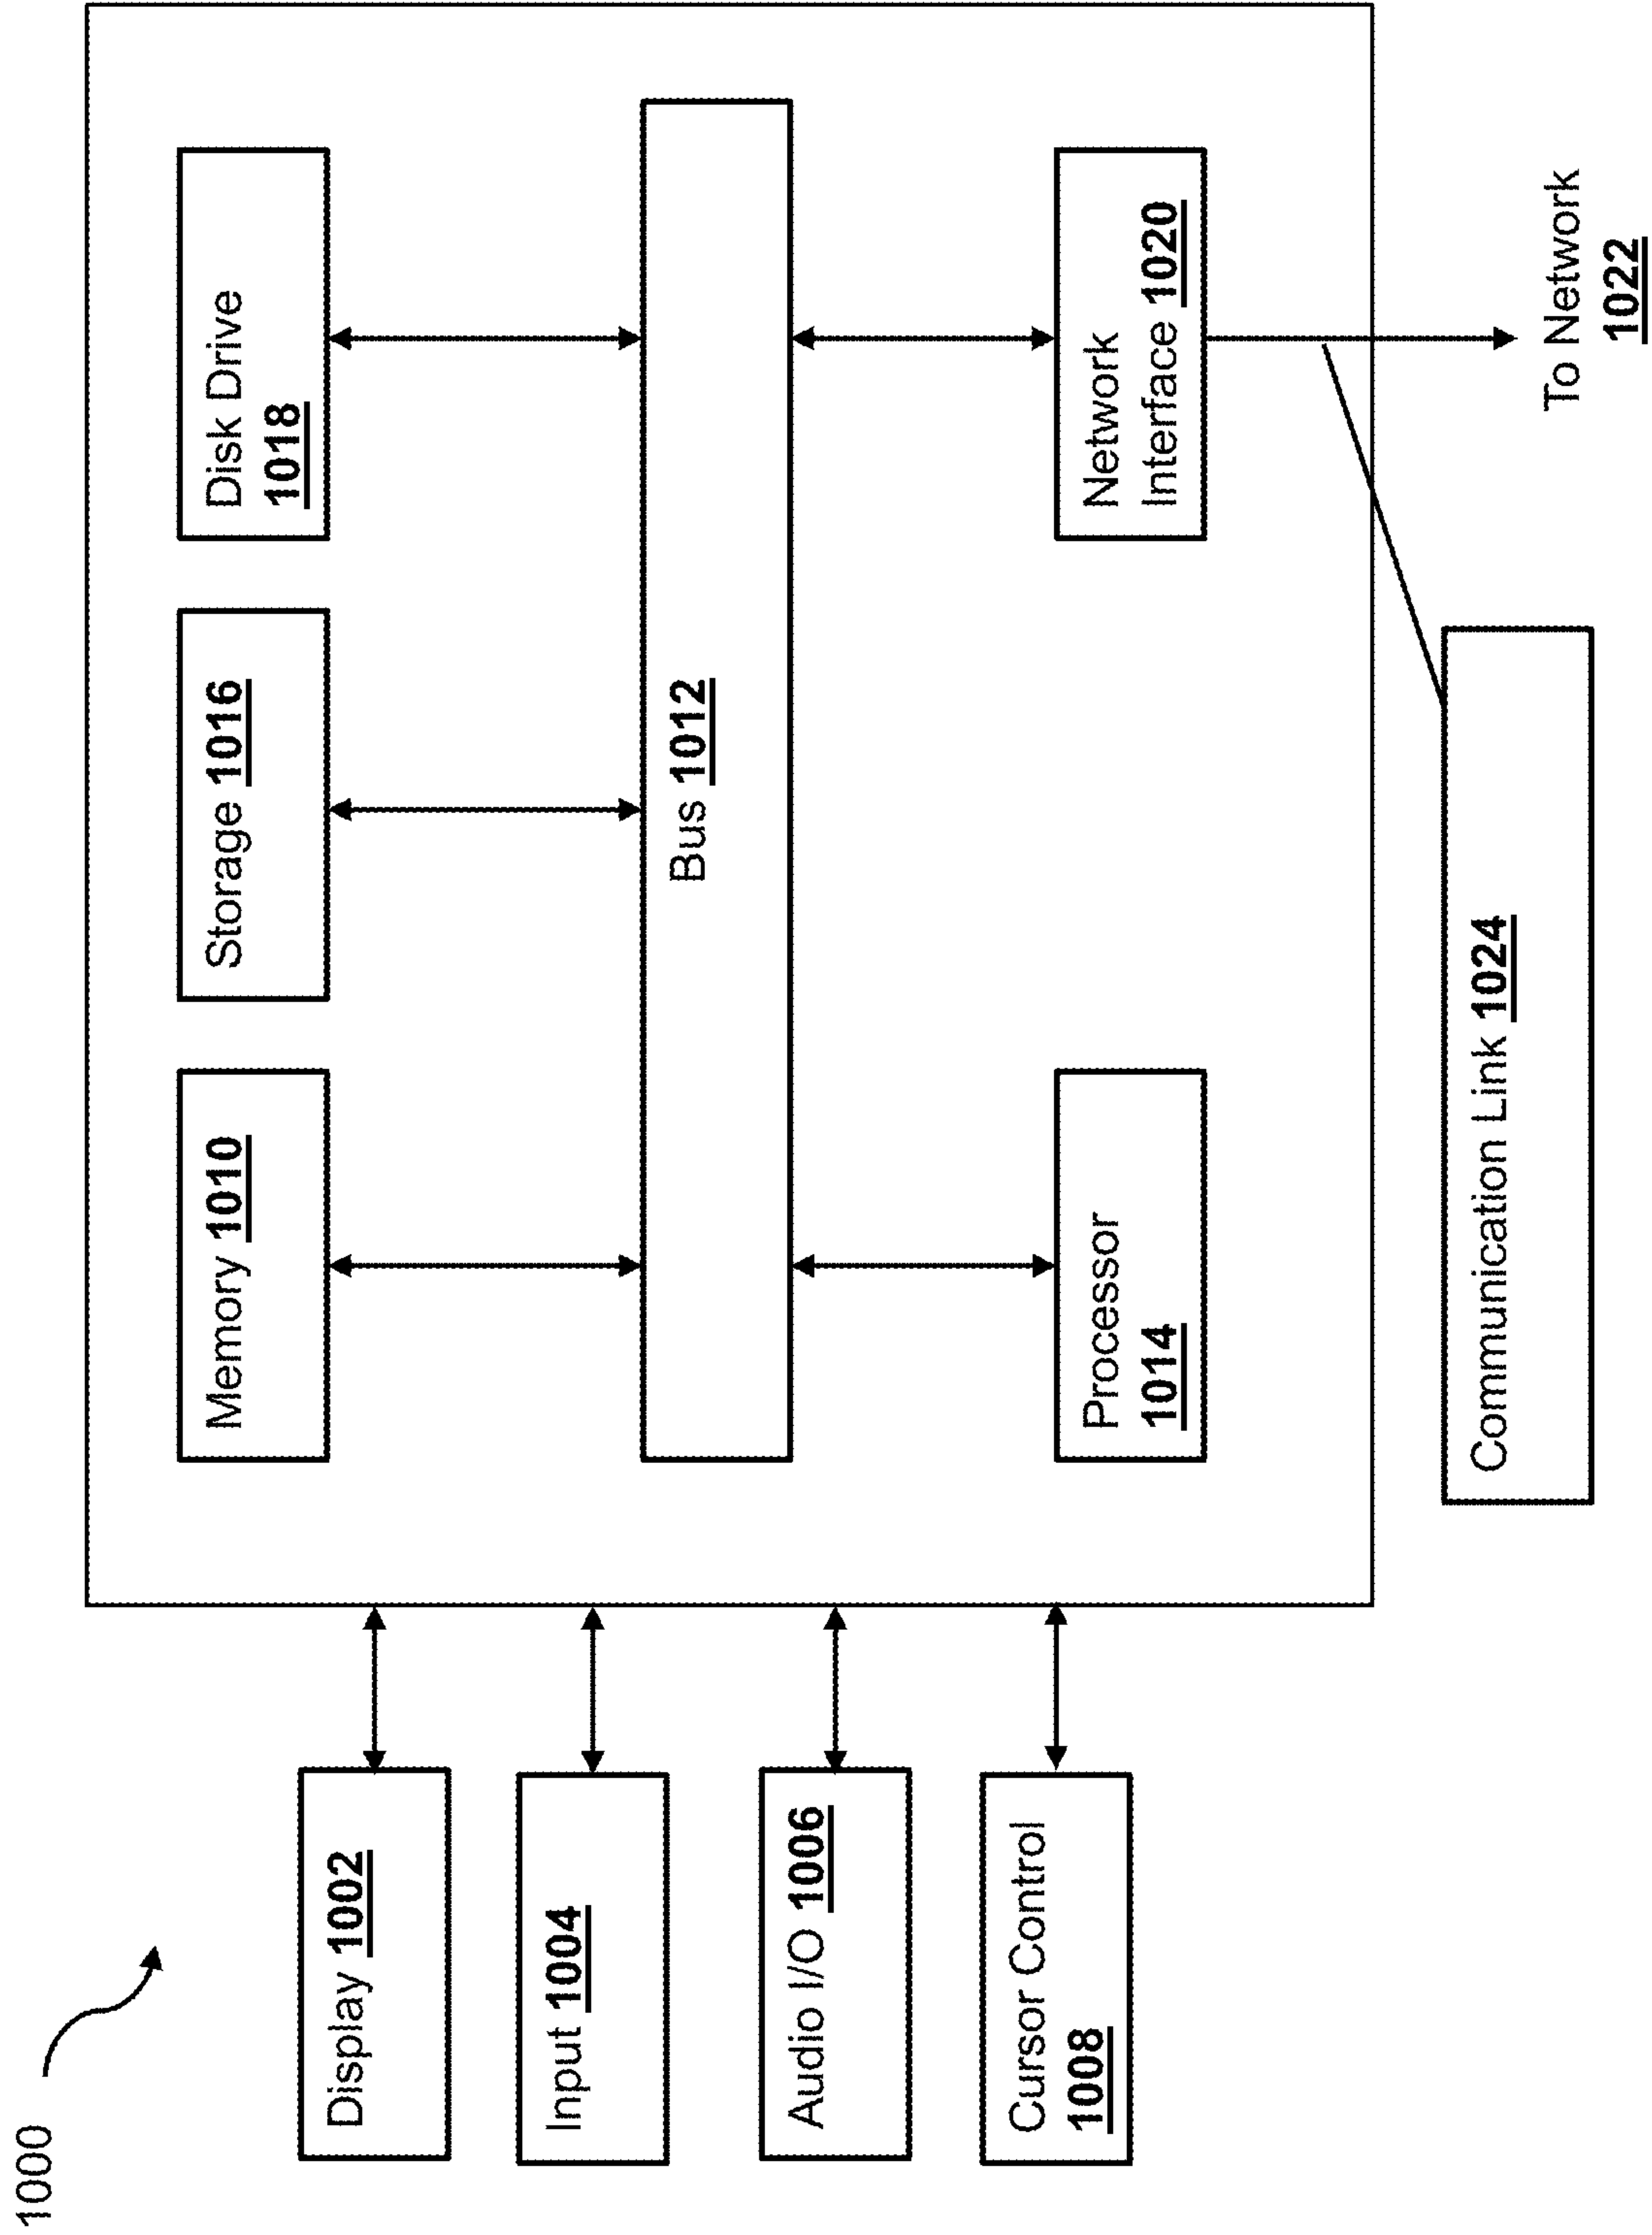 1000
Display 1002
Input 1004
Audio I/O 1006
Cursor Control
1008
Memory 1010
Storage 1016
Disk Drive
1018
Bus 1012
Processor
1014
Network
Interface 1020
Communication Link 1024
To Network
1022